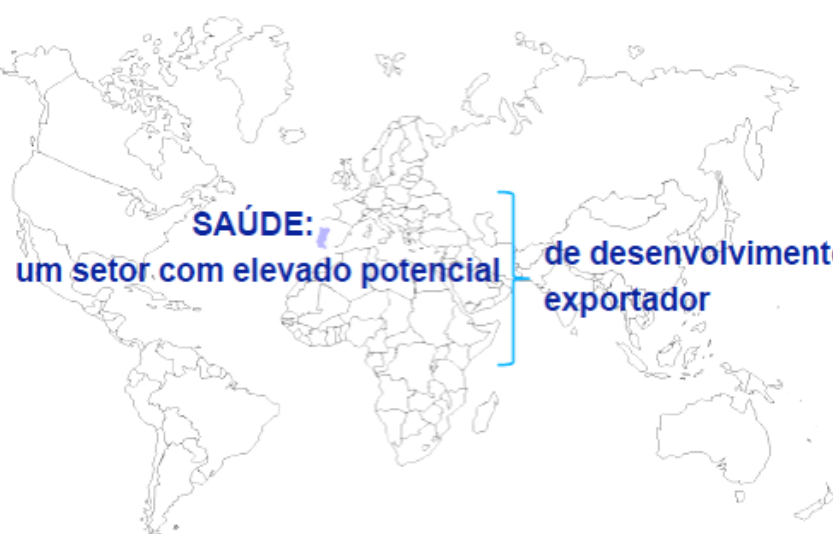 SAÚDE:
um setor com elevado potencial
de desenvolvimento
exportador